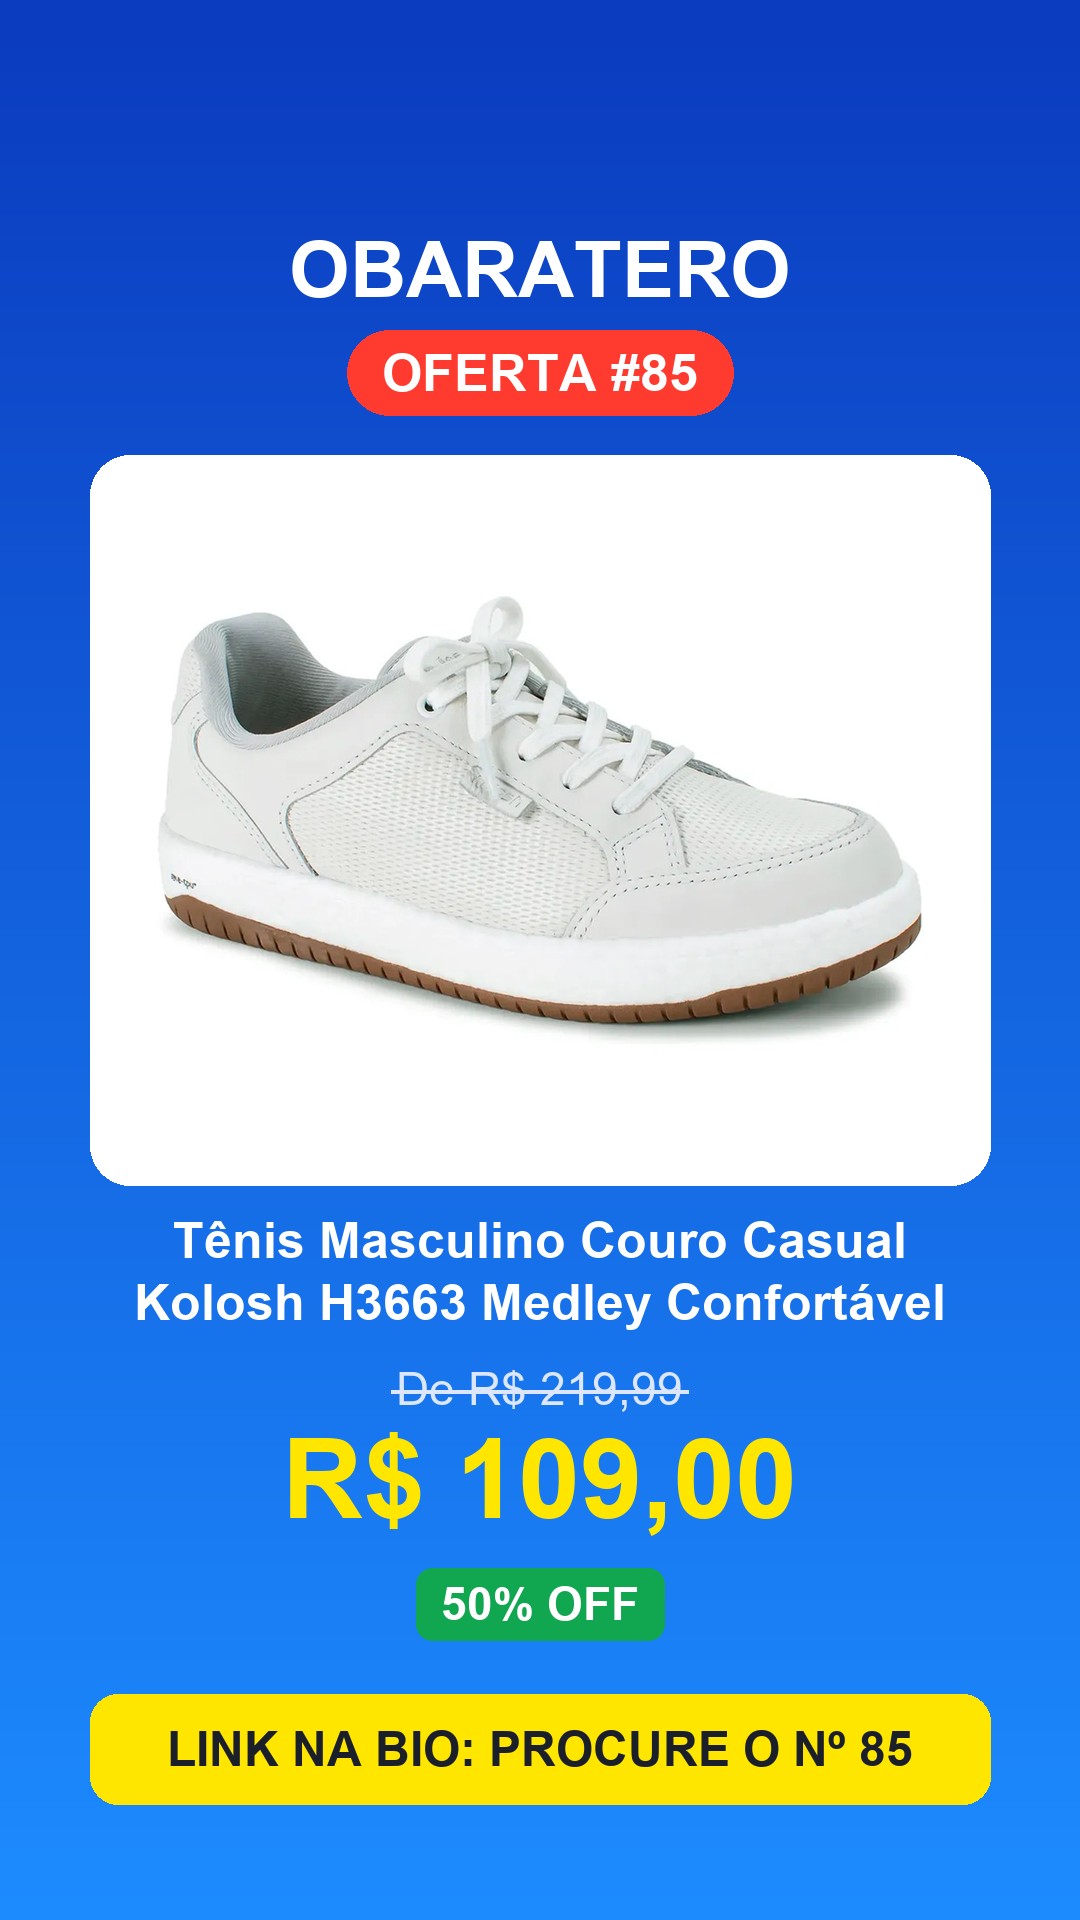 OBARATERO
OFERTA #85
Tênis Masculino Couro Casual
Kolosh H3663 Medley Confortável
De R$ 219,99
R$ 109,00
50% OFF
LINK NA BIO: PROCURE O Nº 85